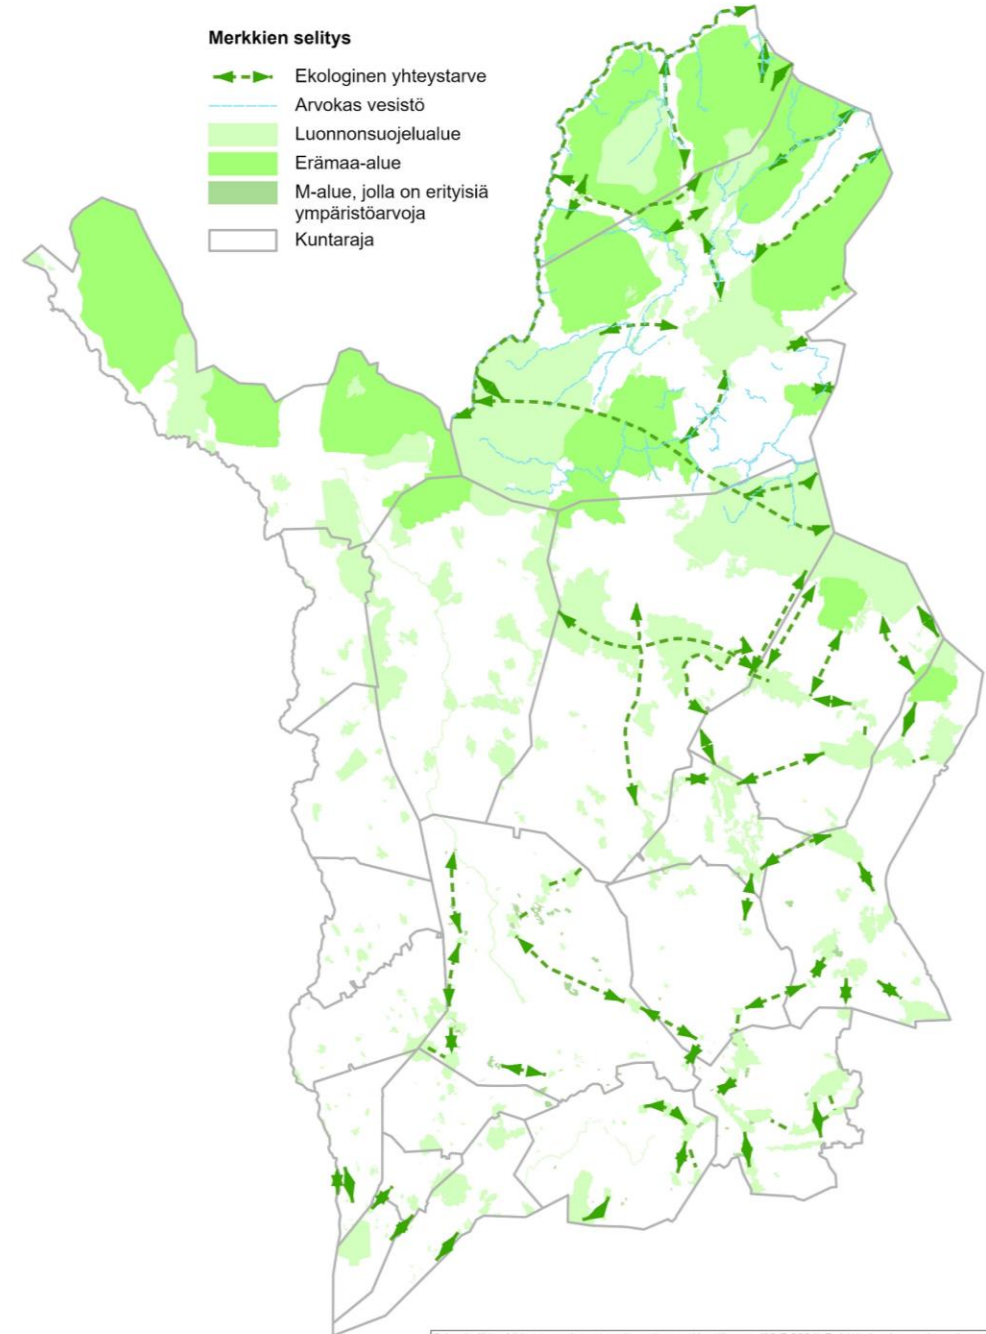 Merkkien selitys
Ekologinen yhteystarve
Arvokas vesistö
Luonnonsuojelualue
Erämaa-alue
M-alue, jolla on erityisiä
ympäristöarvoja
Kuntaraja